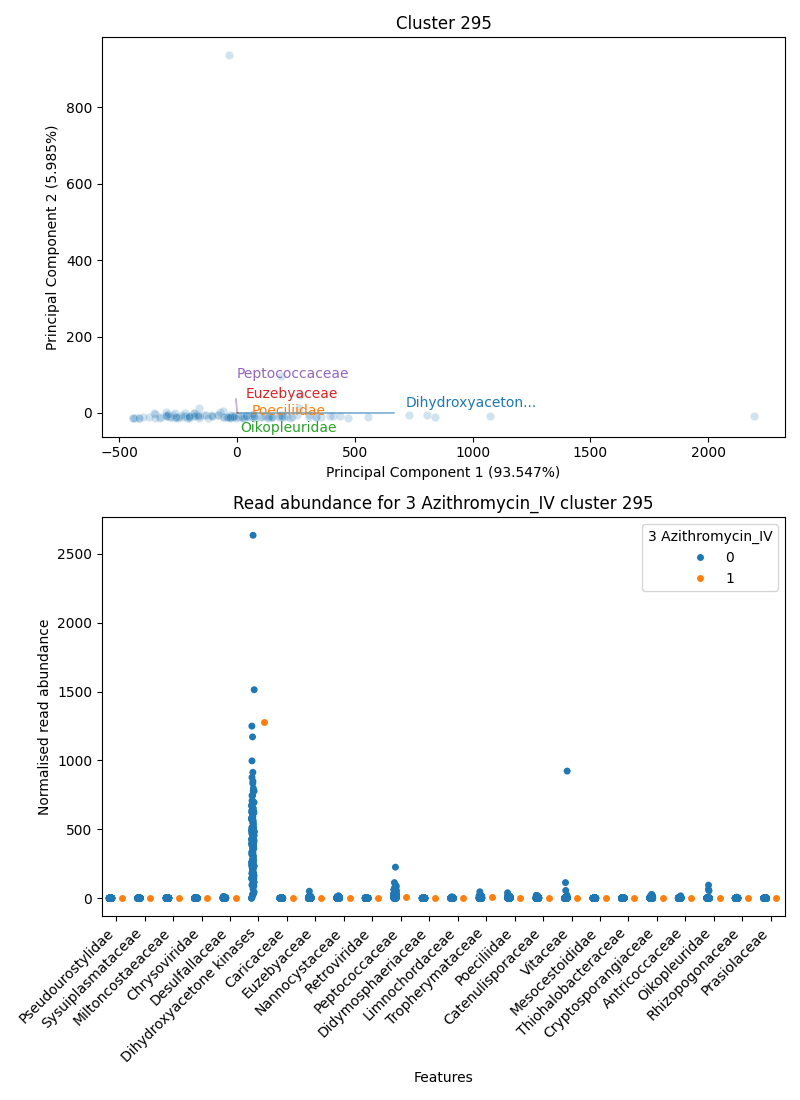 Cluster 295
Principal Component 2 (5.985%)
800
600
400
200
0
Peptococcaceae
Euzebyaceae
Dihydroxyaceton...
Poeciliidae
Oikopleuridae
−500
0
500
1000
1500
2000
Principal Component 1 (93.547%)
Read abundance for 3 Azithromycin_IV cluster 295
Normalised read abundance
2500
2000
1500
1000
500
0
3 Azithromycin_IV
0
1
Pseudourostylidae
Sysuiplasmataceae
Miltoncostaeaceae
Chrysoviridae
Desulfallaceae
Dihydroxyacetone kinases
Caricaceae
Euzebyaceae
Nannocystaceae
Retroviridae
Peptococcaceae
Didymosphaeriaceae
Limnochordaceae
Tropherymataceae
Poeciliidae
Catenulisporaceae
Vitaceae
Mesocestoididae
Thiohalobacteraceae
Cryptosporangiaceae
Antricoccaceae
Oikopleuridae
Rhizopogonaceae
Prasiolaceae
Features